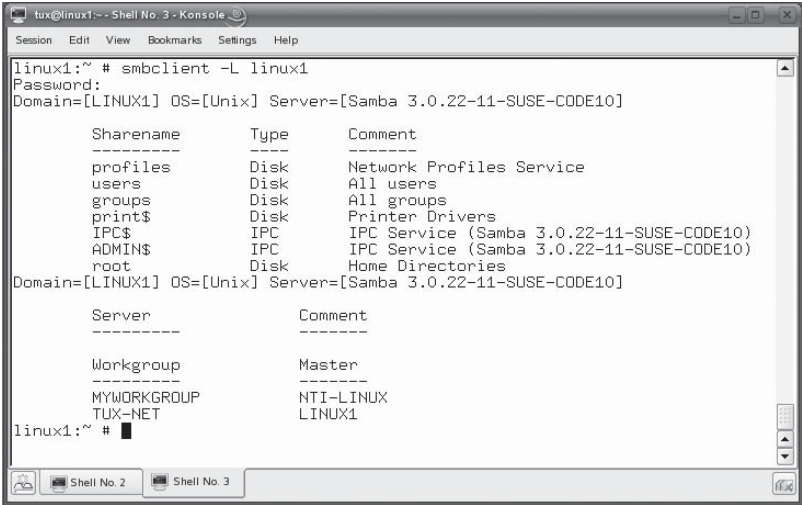 tux@linux1:~ - Shell No. 3 - Konsole
Session Edit View Bookmarks Settings Help
linux1:~ # smbclient -L linux1
Password:
Domain=[LINUX1] OS=[Unix] Server=[Samba 3.0.22-11-SUSE-CODE10]
Sharename Type Comment
--------- ---- -------
profiles Disk Network Profiles Service
users Disk All users
groups Disk All groups
print$ Disk Printer Drivers
IPC$ IPC IPC Service (Samba 3.0.22-11-SUSE-CODE10)
ADMIN$ IPC IPC Service (Samba 3.0.22-11-SUSE-CODE10)
root Disk Home Directories
Domain=[LINUX1] OS=[Unix] Server=[Samba 3.0.22-11-SUSE-CODE10]
Server Comment
--------- -------
Workgroup Master
--------- -------
MYWORKGROUP NTI-LINUX
TUX-NET LINUX1
linux1:~ #
Shell No. 2 Shell No. 3